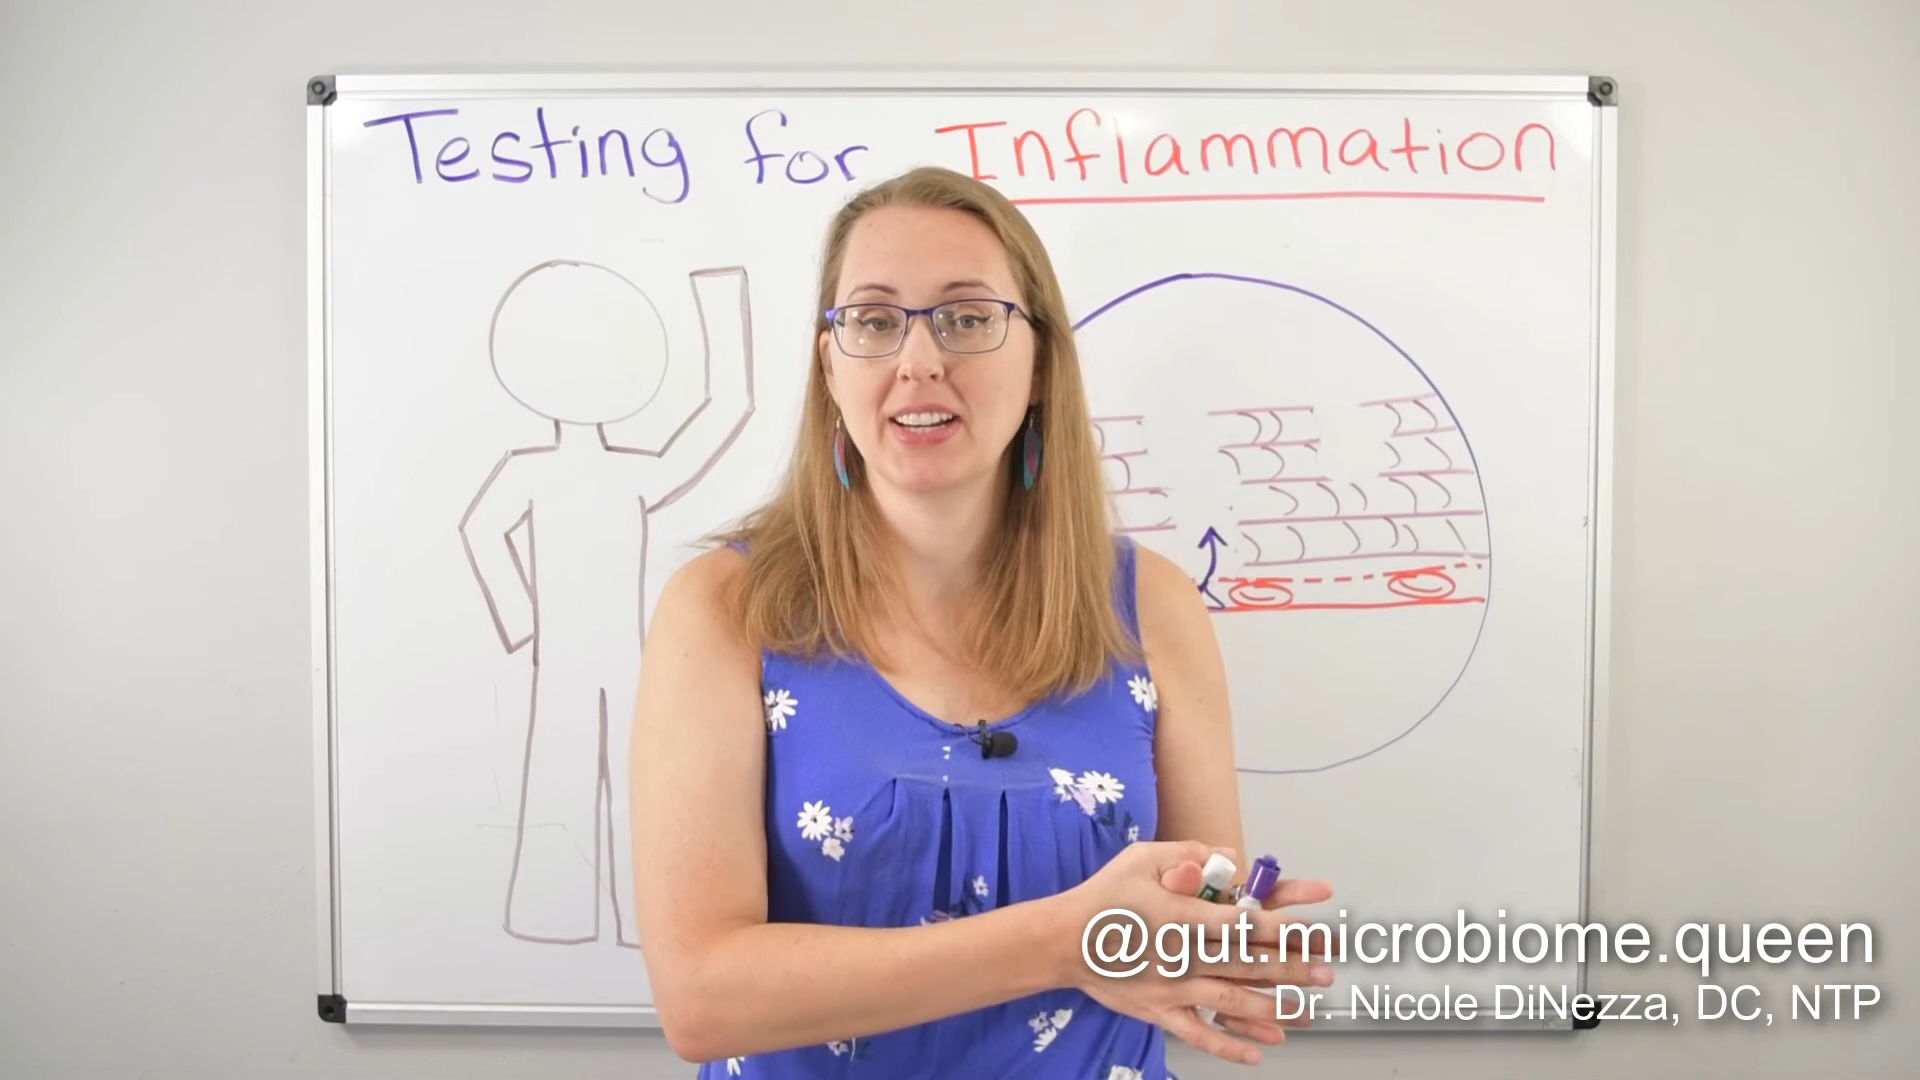 Testing for Inflammation
@gut.microbiome.queen
Dr. Nicole DiNezza, DC, NTP